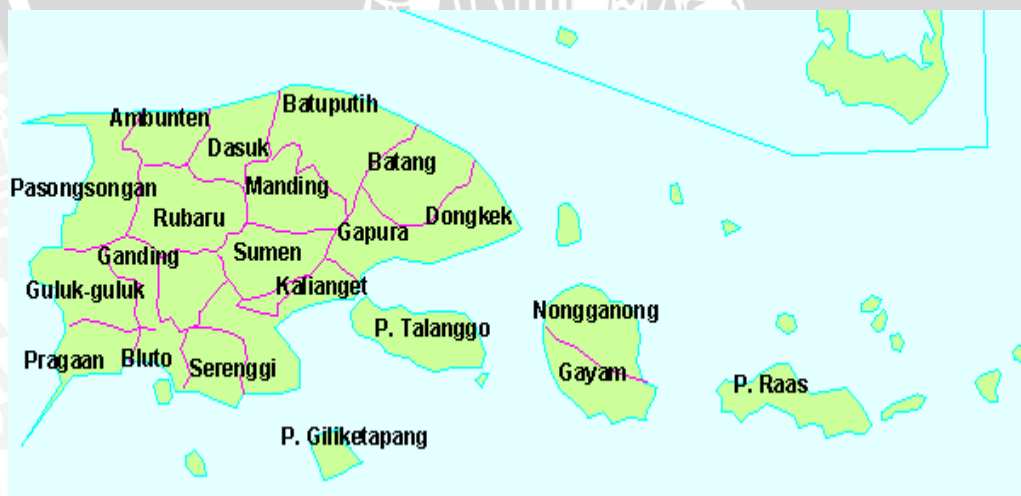 Batuputih
Ambunten
Dasuk
Batang
Pasongsongan
Manding
Rubaru
Dongkek
Gapura
Ganding
Sumen
Guluk-guluk
Kalianget
Nongganong
P. Talanggo
Pragaan
Bluto
Serenggi
Gayam
P. Raas
P. Giliketapang